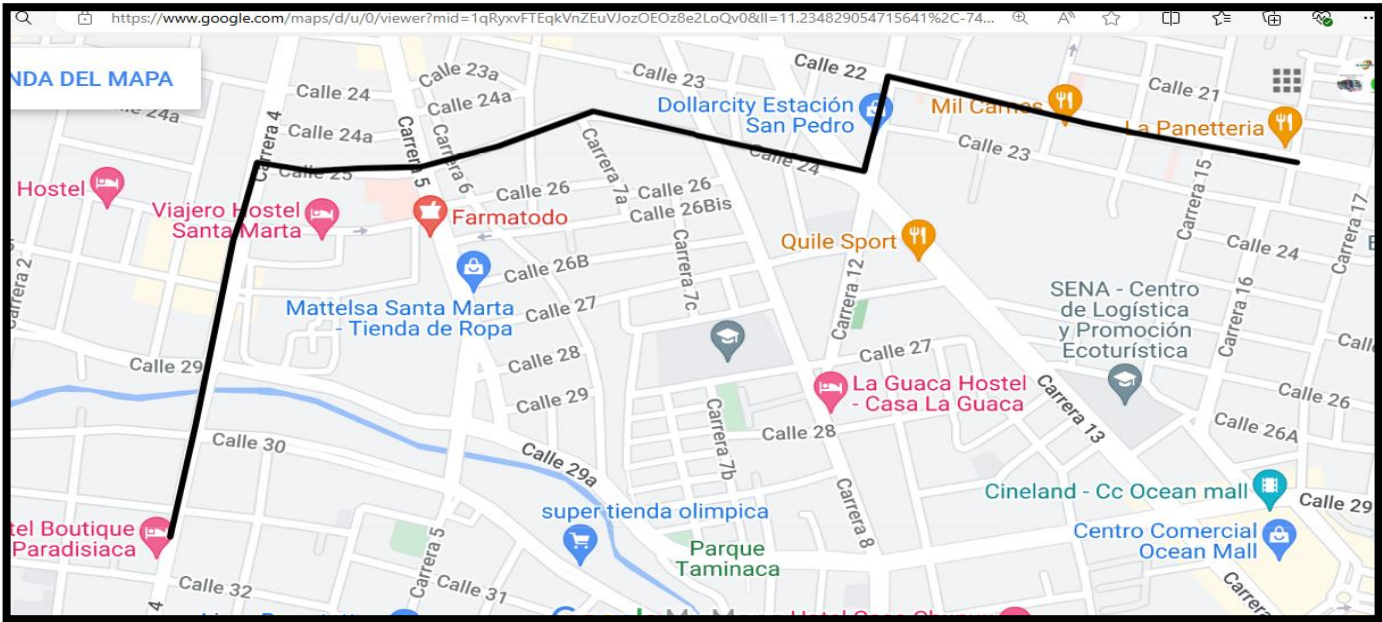 https://www.google.com/maps/d/u/0/viewer?mid=1qRyxvFTEqkVnZEuVJozOEOz8e2LoQv0&ll=11.234829054715641%2C-74...
NDA DEL MAPA
Calle 23a
Calle 23
Calle 22
Calle 21
Calle 24
Calle 24a
24a
Carrera 4
Calle 24a
Carrera 5
Carrera 6
Carrera 7a
Dollarcity Estación
San Pedro
Mil Carnes
La Panetteria
Calle 23
Calle 24
Calle 25
Hostel
Viajero Hostel
Santa Marta
Farmatodo
Calle 26
Calle 26
Calle 26Bis
Carrera 15
Carrera 17
Calle 24
Quile Sport
Carrera 2
Mattelsa Santa Marta
- Tienda de Ropa
Calle 26B
Calle 27
Carrera 7c
Carrera 12
SENA - Centro
de Logística
y Promoción
Ecoturística
Carrera 16
Calle 29
Calle 28
Calle 29
Calle 27
La Guaca Hostel
- Casa La Guaca
Carrera 13
Calle 26
Calle 26A
Calle 30
Calle 29a
Carrera 7b
Calle 28
Carrera 8
Cineland - Cc Ocean mall
Calle 29
tel Boutique
Paradisiaca
super tienda olimpica
Parque
Taminaca
Centro Comercial
Ocean Mall
Calle 32
Carrera 5
Calle 31
4